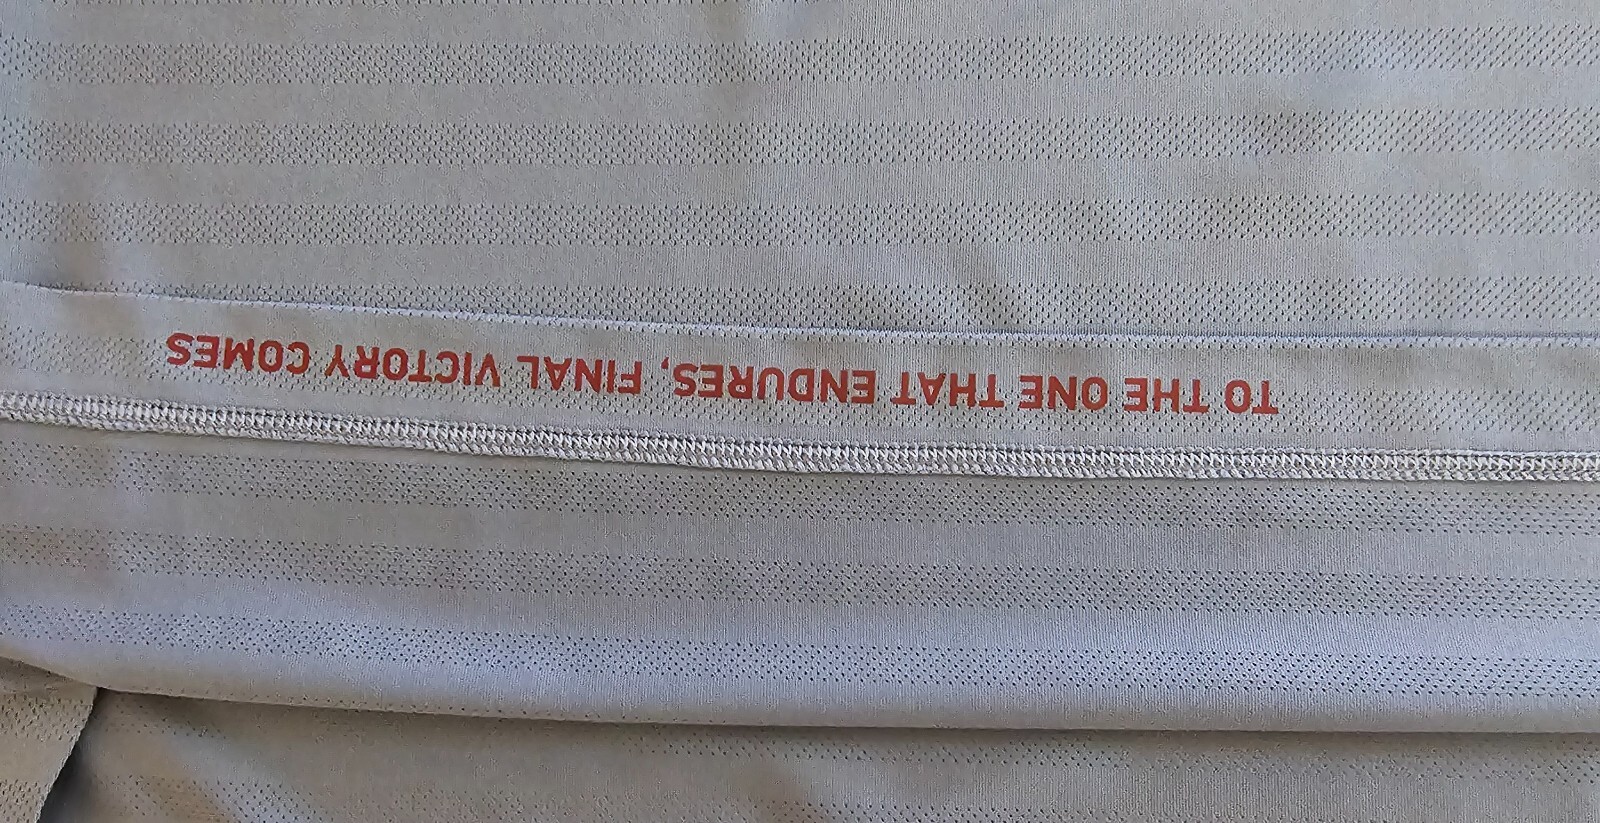 TO THE ONE THAT ENDURES, FINAL VICTORY COMES